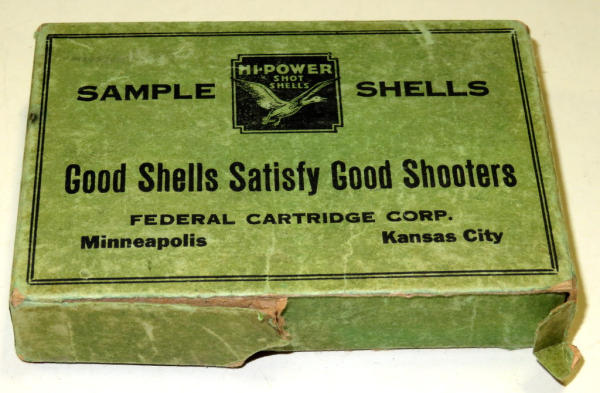 HI-POWER
SHOT
SHELLS
SAMPLE SHELLS
Good Shells Satisfy Good Shooters
FEDERAL CARTRIDGE CORP.
Minneapolis Kansas City